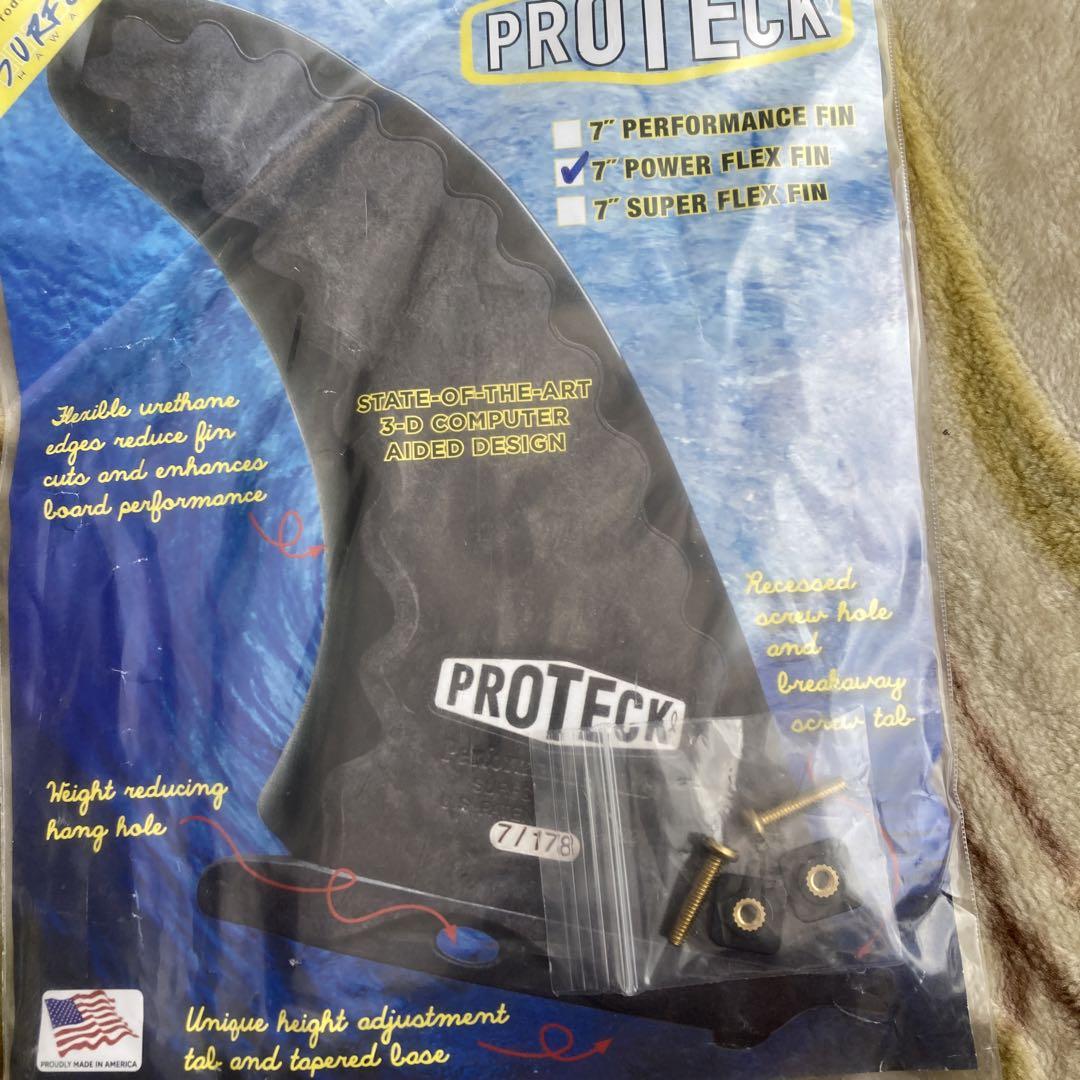 SURF
HAWA
PROTECK
7" PERFORMANCE FIN
7" POWER FLEX FIN
7" SUPER FLEX FIN
STATE-OF-THE-ART
3-D COMPUTER
AIDED DESIGN
Flexible urethane
edges reduce fin
cuts and enhances
board performance
Recessed
screw hole
and
breakaway
screw tab
PROTECK
7/178
Weight reducing
hang hole
PROUDLY MADE IN AMERICA
Unique height adjustment
tab and tapered base